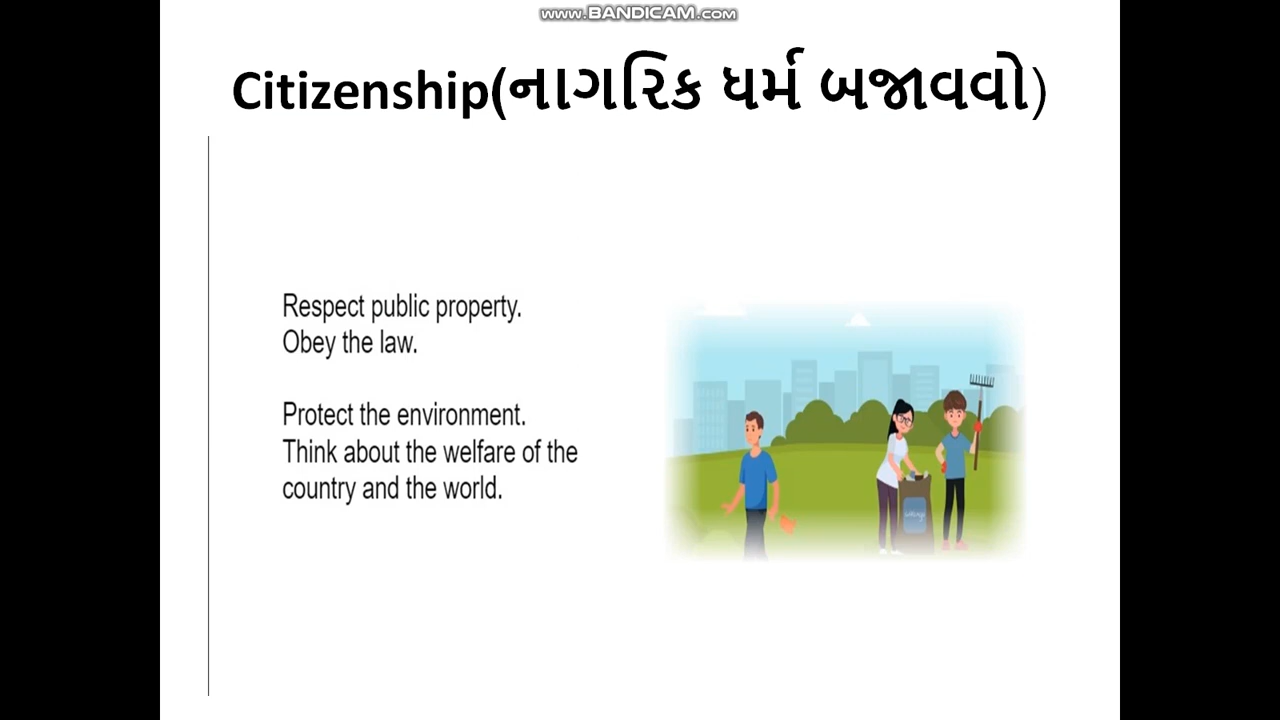 www.BANDICAM.com
Citizenship(નાગરિક ધર્મ બજાવવો)
Respect public property.
Obey the law.
Protect the environment.
Think about the welfare of the
country and the world.